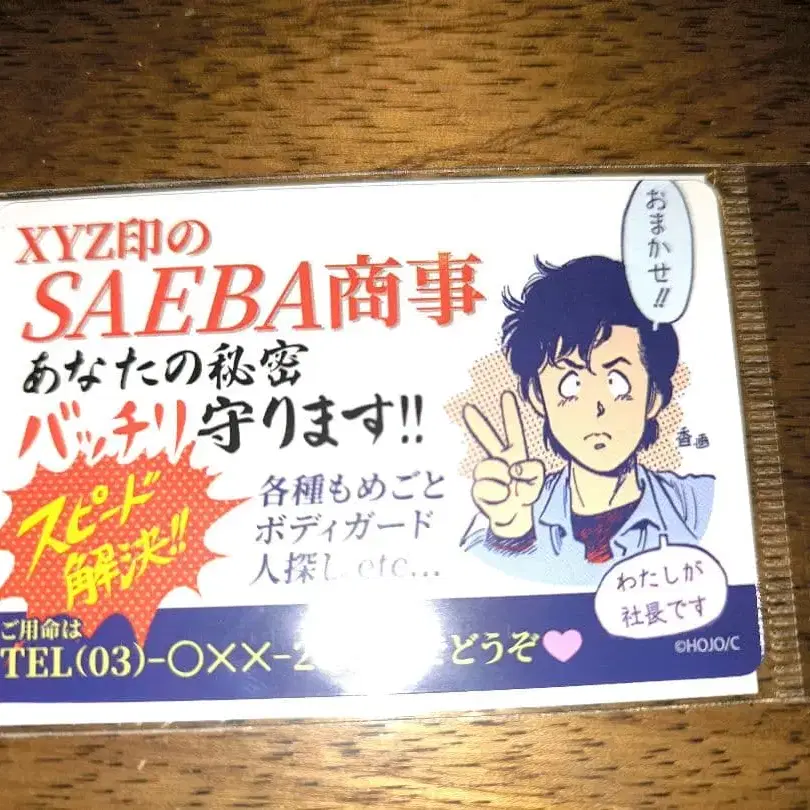 XYZ印の
SAEBA商事
あなたの秘密
バッチリ守ります!!
スピード
解決!!
各種もめごと
ボディガード
人探し etc...
おまかせ!!
香画
わたしが
社長です
ご用命は
TEL(03)-○××-2
どうぞ♥
©HOJO/C